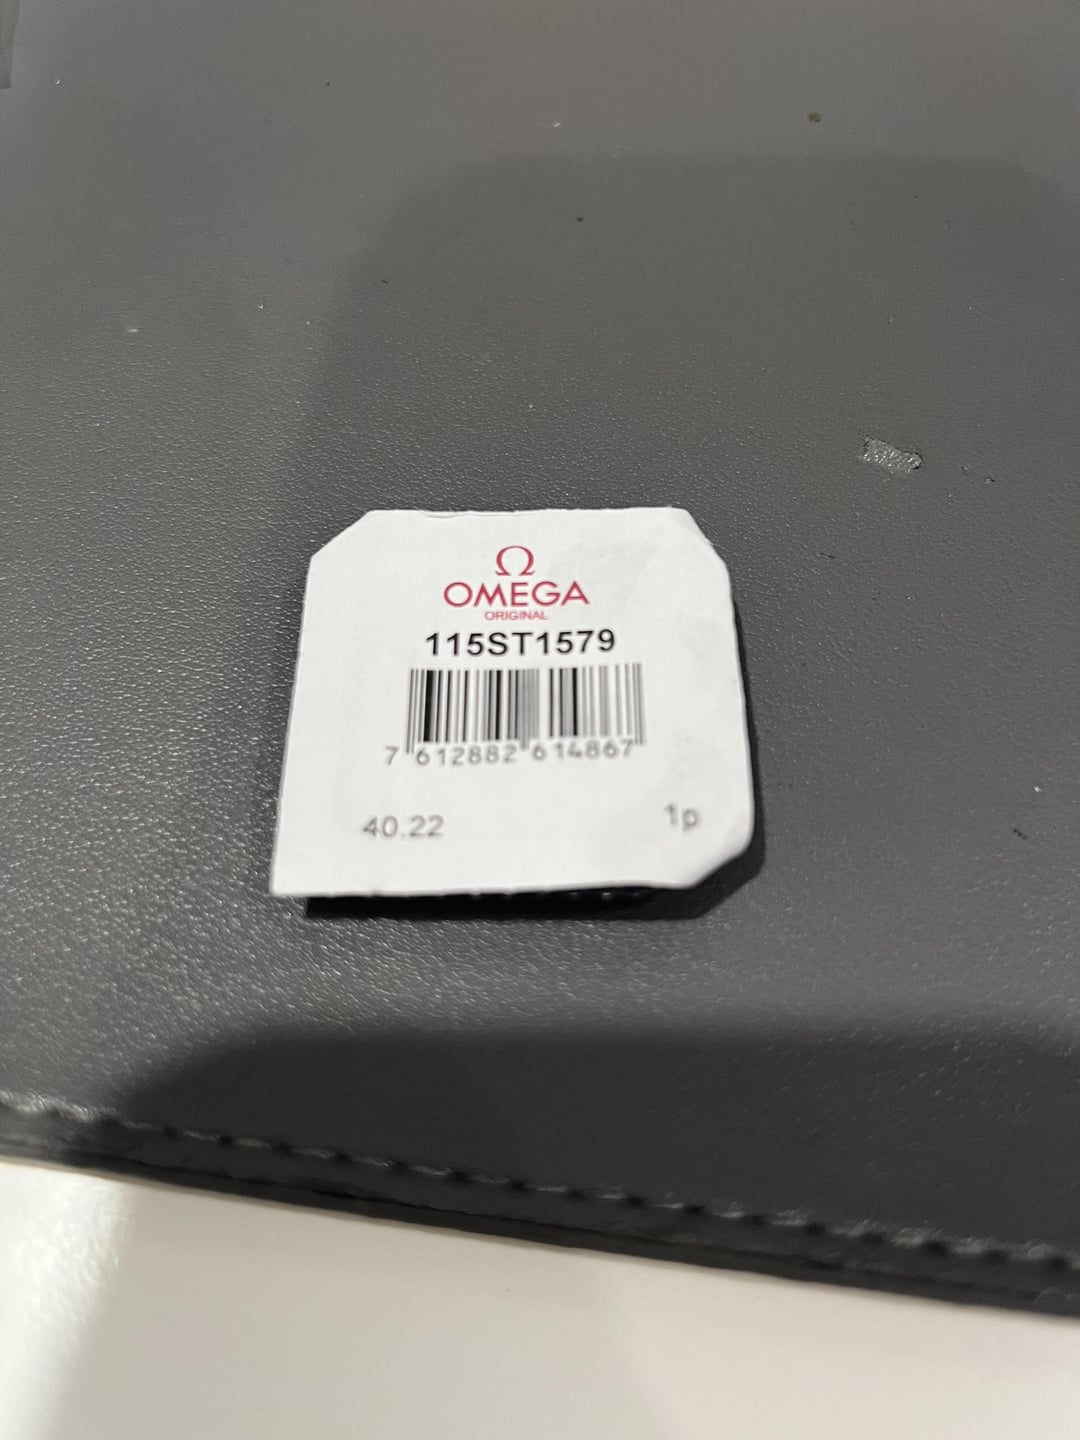 Ω
OMEGA
ORIGINAL
115ST1579
7 612882 614867
40.22 1p